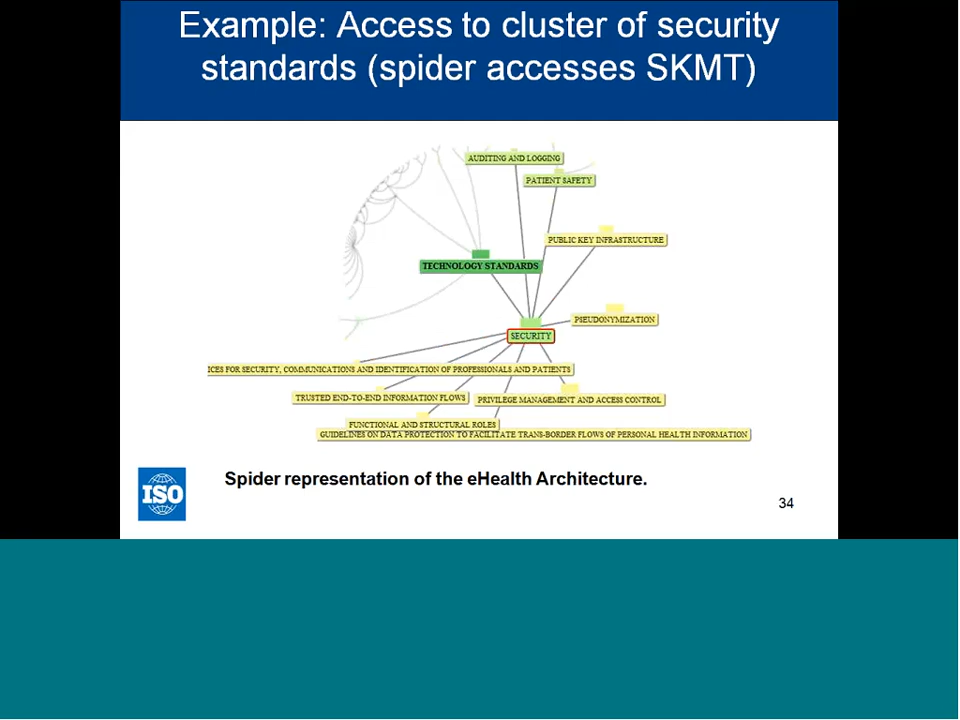 Example: Access to cluster of security
standards (spider accesses SKMT)
AUDITING AND LOGGING
PATIENT SAFETY
PUBLIC KEY INFRASTRUCTURE
TECHNOLOGY STANDARDS
PSEUDONYMIZATION
SECURITY
ICES FOR SECURITY, COMMUNICATIONS AND IDENTIFICATION OF PROFESSIONALS AND PATIENTS
TRUSTED END-TO-END INFORMATION FLOWS
PRIVILEGE MANAGEMENT AND ACCESS CONTROL
FUNCTIONAL AND STRUCTURAL ROLES
GUIDELINES ON DATA PROTECTION TO FACILITATE TRANS-BORDER FLOWS OF PERSONAL HEALTH INFORMATION
Spider representation of the eHealth Architecture.
ISO
34